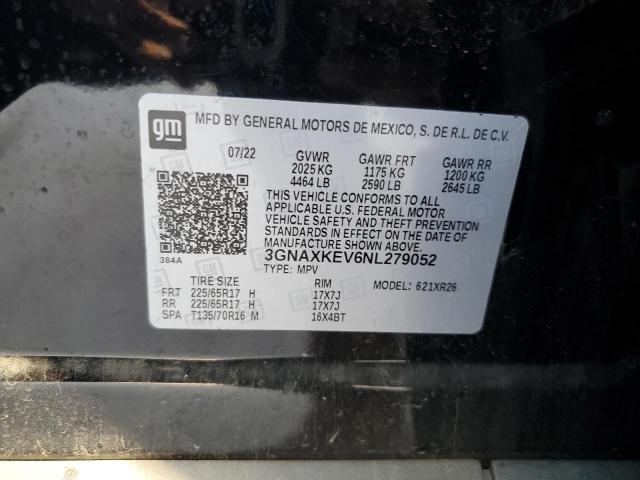 gm
MFD BY GENERAL MOTORS DE MEXICO, S. DE R.L. DE C.V.
07/22 GVWR GAWR FRT GAWR RR
2025 KG 1175 KG 1200 KG
4464 LB 2590 LB 2645 LB
THIS VEHICLE CONFORMS TO ALL
APPLICABLE U.S. FEDERAL MOTOR
VEHICLE SAFETY AND THEFT PREVENTION
STANDARDS IN EFFECT ON THE DATE OF
MANUFACTURE SHOWN ABOVE.
384A
3GNAXKEV6NL279052
TYPE: MPV MODEL: 621XR26
TIRE SIZE RIM
FRT 225/65R17 H 17X7J
RR 225/65R17 H 17X7J
SPA T135/70R16 M 16X4BT